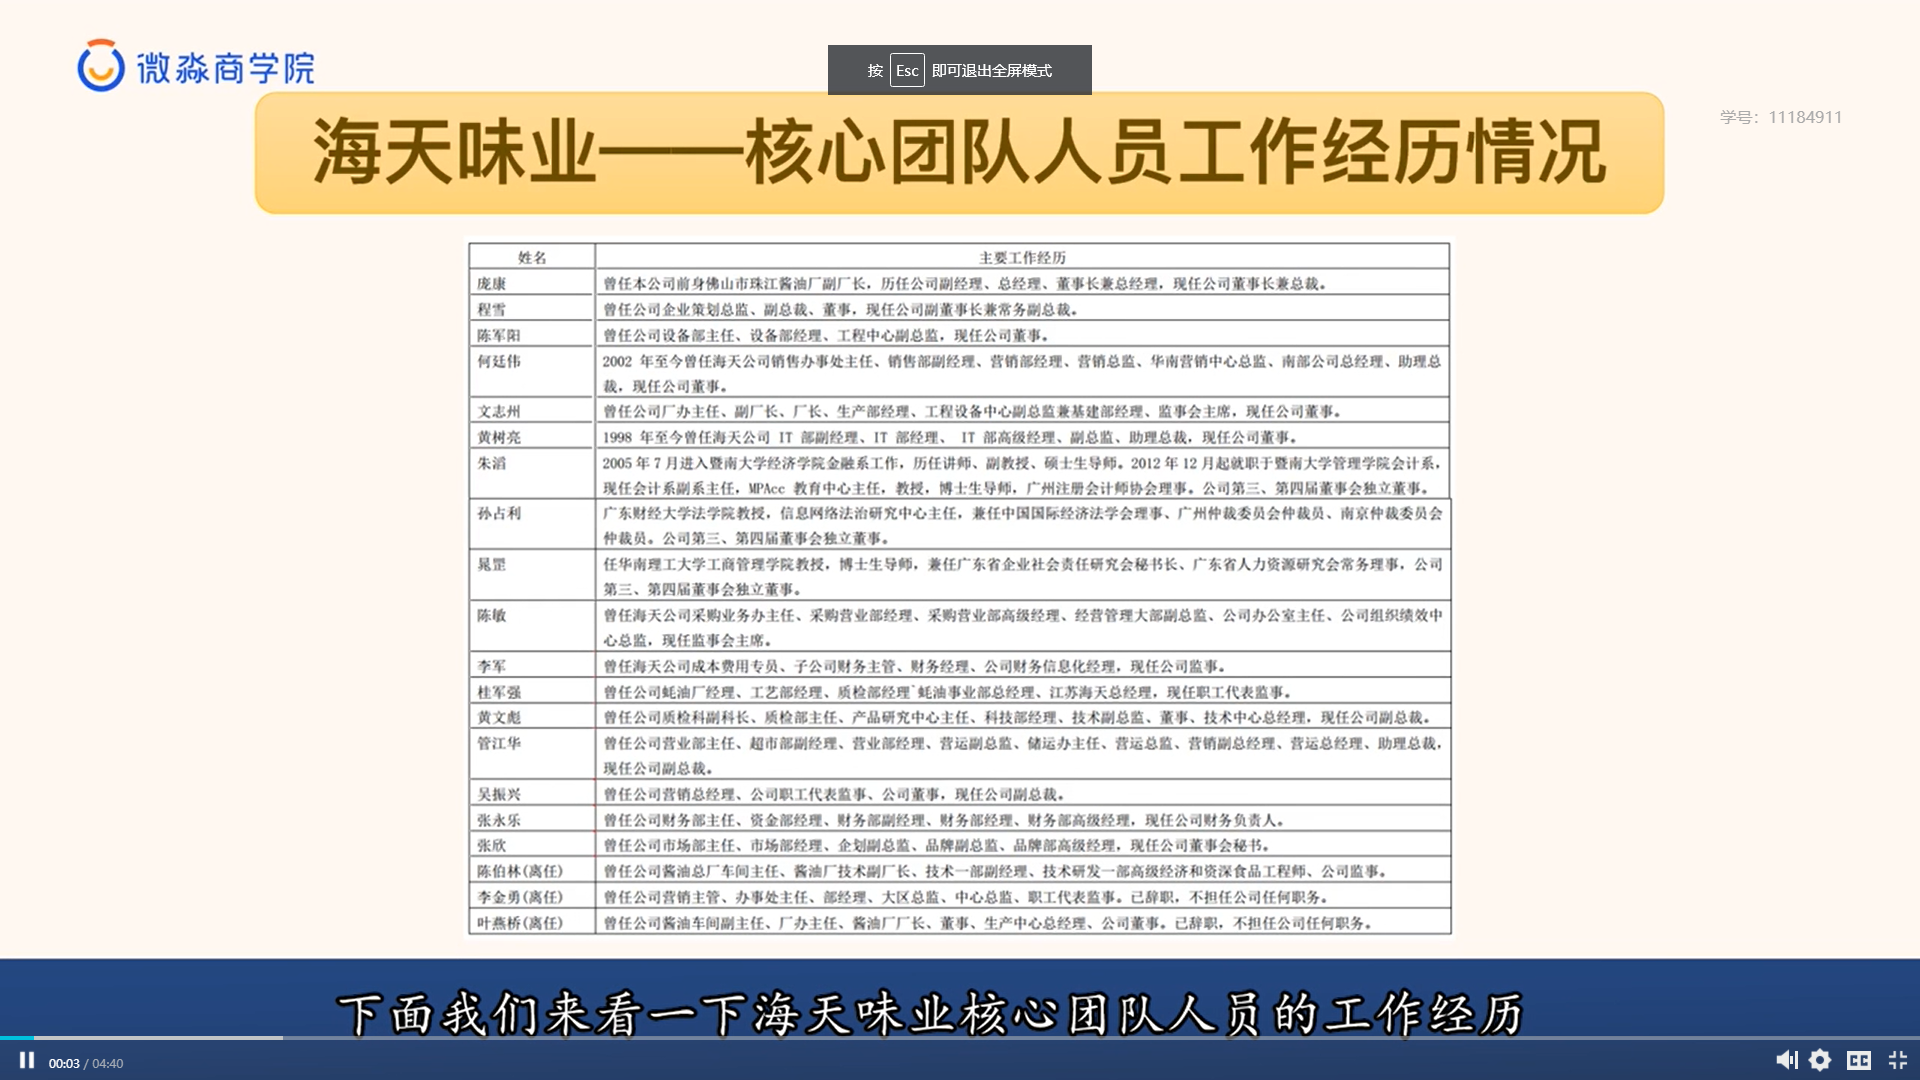 微淼商学院
按 Esc 即可退出全屏模式
学号：11184911
海天味业——核心团队人员工作经历情况
姓名 主要工作经历
庞康 曾任本公司前身佛山市珠江酱油厂副厂长，历任公司副经理、总经理、董事长兼总经理，现任公司董事长兼总裁。
程雪 曾任公司企业策划总监、副总裁、董事，现任公司副董事长兼常务副总裁。
陈军阳 曾任公司设备部主任、设备部经理、工程中心副总监，现任公司董事。
何廷伟 2002 年至今曾任海天公司销售办事处主任、销售部副经理、营销部经理、营销总监、华南营销中心总监、南部公司总经理、助理总
裁，现任公司董事。
文志州 曾任公司厂办主任、副厂长、厂长、生产部经理、工程设备中心副总监兼基建部经理、监事会主席，现任公司董事。
黄树亮 1998 年至今曾任海天公司 IT 部副经理、IT 部经理、 IT 部高级经理、副总监、助理总裁，现任公司董事。
朱滔 2005 年 7 月进入暨南大学经济学院金融系工作，历任讲师、副教授、硕士生导师。2012 年 12 月起就职于暨南大学管理学院会计系，
现任会计系副系主任，MPAcc 教育中心主任，教授，博士生导师，广州注册会计师协会理事。公司第三、第四届董事会独立董事。
孙占利 广东财经大学法学院教授，信息网络法治研究中心主任，兼任中国国际经济法学会理事、广州仲裁委员会仲裁员、南京仲裁委员会
仲裁员。公司第三、第四届董事会独立董事。
晁罡 任华南理工大学工商管理学院教授，博士生导师，兼任广东省企业社会责任研究会秘书长、广东省人力资源研究会常务理事，公司
第三、第四届董事会独立董事。
陈敏 曾任海天公司采购业务办主任、采购营业部经理、采购营业部高级经理、经营管理大部副总监、公司办公室主任、公司组织绩效中
心总监，现任监事会主席。
李军 曾任海天公司成本费用专员、子公司财务主管、财务经理、公司财务信息化经理，现任公司监事。
桂军强 曾任公司蚝油厂经理、工艺部经理、质检部经理`蚝油事业部总经理、江苏海天总经理，现任职工代表监事。
黄文彪 曾任公司质检科副科长、质检部主任、产品研究中心主任、科技部经理、技术副总监、董事、技术中心总经理，现任公司副总裁。
管江华 曾任公司营业部主任、超市部副经理、营业部经理、营运副总监、储运办主任、营运总监、营销副总经理、营运总经理、助理总裁，
现任公司副总裁。
吴振兴 曾任公司营销总经理、公司职工代表监事、公司董事，现任公司副总裁。
张永乐 曾任公司财务部主任、资金部经理、财务部副经理、财务部经理、财务部高级经理，现任公司财务负责人。
张欣 曾任公司市场部主任、市场部经理、企划副总监、品牌副总监、品牌部高级经理，现任公司董事会秘书。
陈伯林(离任) 曾任公司酱油总厂车间主任、酱油厂技术副厂长、技术一部副经理、技术研发一部高级经济和资深食品工程师、公司监事。
李金勇(离任) 曾任公司营销主管、办事处主任、部经理、大区总监、中心总监、职工代表监事。已辞职，不担任公司任何职务。
叶燕桥(离任) 曾任公司酱油车间副主任、厂办主任、酱油厂厂长、董事、生产中心总经理、公司董事。已辞职，不担任公司任何职务。
下面我们来看一下海天味业核心团队人员的工作经历
00:03 / 04:40
CC